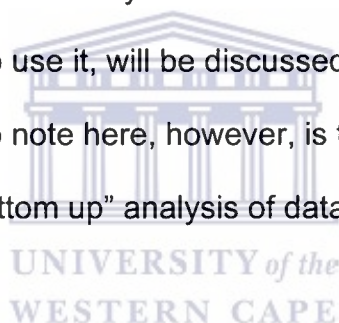 use it, will be discussed
note here, however, is
ttom up” analysis of data
UNIVERSITY of the
WESTERN CAPE